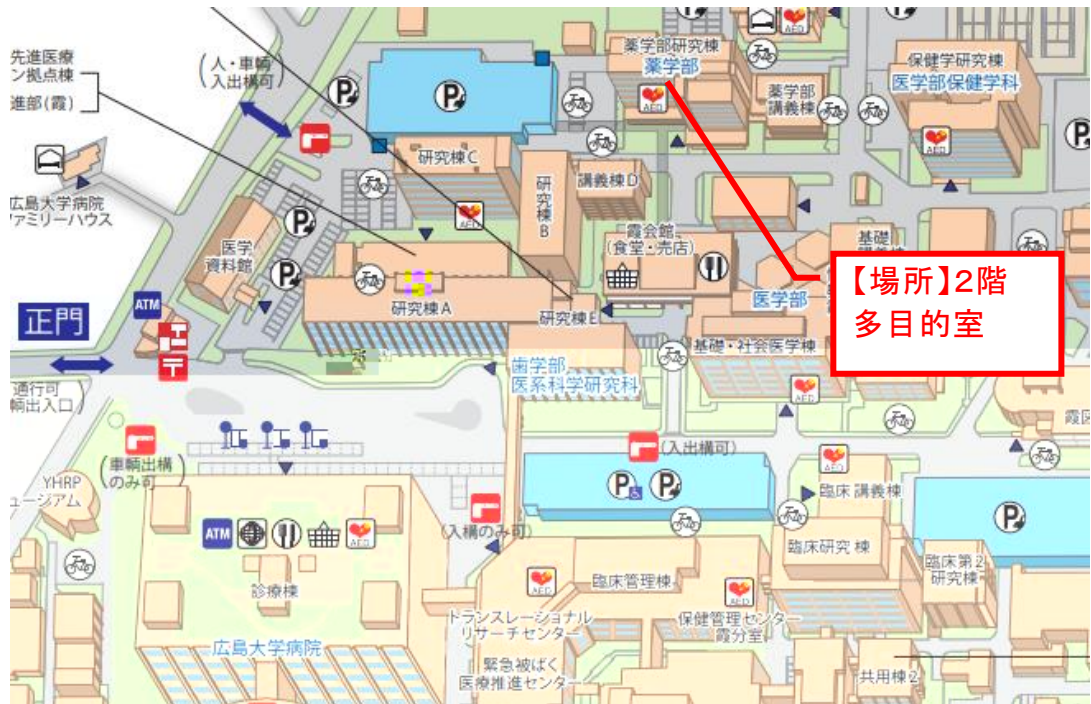 先進医療
ン拠点棟
進部(霞)
(人・車輌
入出構可)
P
P
薬学部研究棟
薬学部
AED
AED
薬学部
講義棟
保健学研究棟
医学部保健学科
AED
P
広島大学病院
ファミリーハウス
研究棟C
AED
研究棟B
講義棟D
霞会館
(食堂・売店)
医学
資料館
P
P
研究棟A
研究棟E
医学部
基礎
【場所】2階
多目的室
基礎・社会医学棟
AED
正門
ATM
〒
通行可
輌出入口)
歯学部
医系科学研究科
(車輌出構
のみ可)
YHRP
ュージアム
(入出構可)
P
P
(入構のみ可)
AED
臨床講義棟
臨床研究棟
P
臨床第2
研究棟
霞区
ATM
AED
診療棟
広島大学病院
AED
臨床管理棟
AED
トランスレーショナル
リサーチセンター
保健管理センター
霞分室
緊急被ばく
医療推進センター
共用棟2